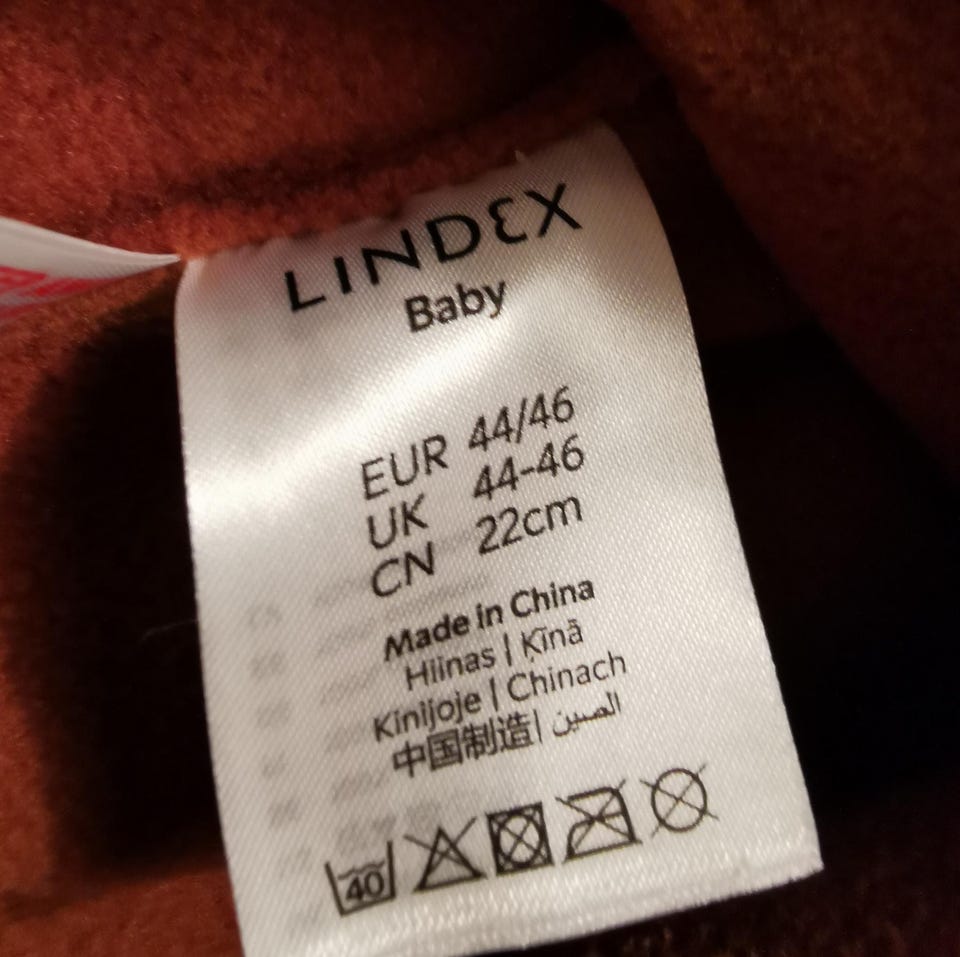 LINDEX
Baby
EUR 44/46
UK 44-46
CN 22cm
Made in China
Hiinas | Ķīnā
Kinijoje | Chinach
中国制造 | الصين
40